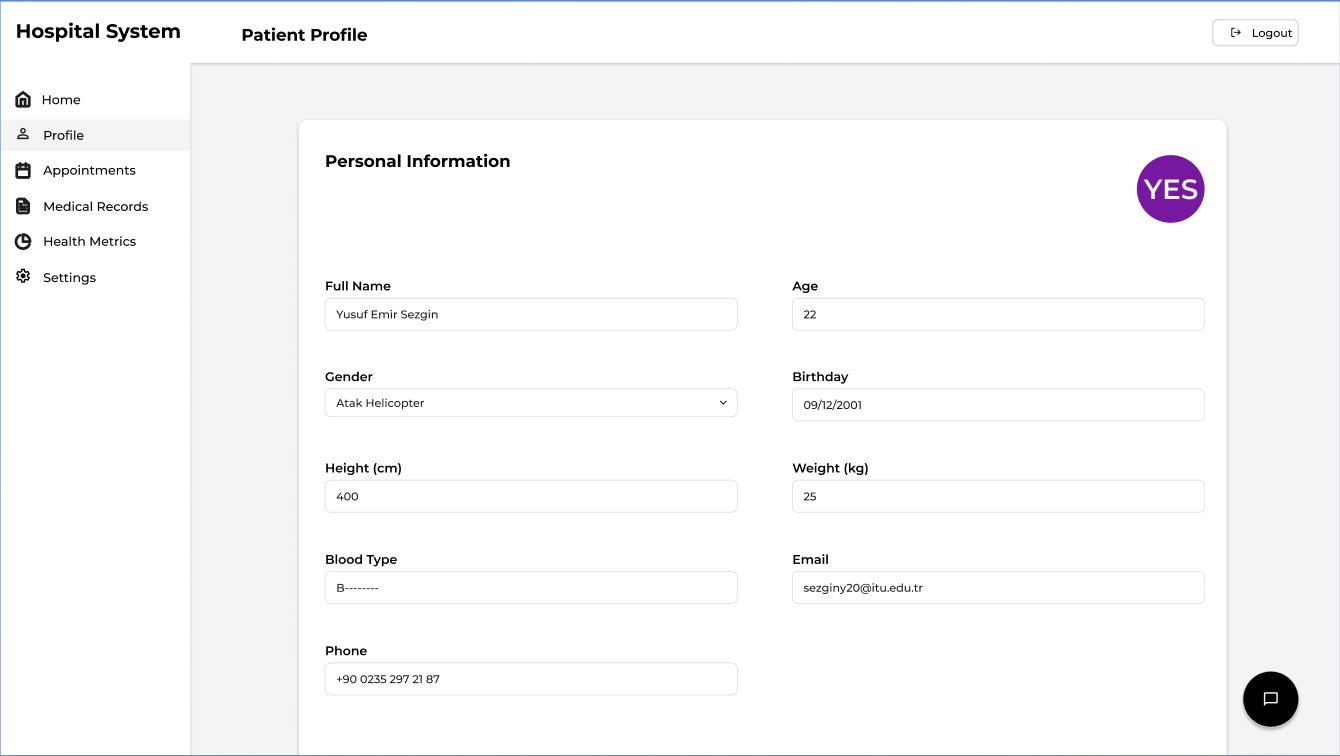 Hospital System
Patient Profile
Logout
Home
Profile
Appointments
Medical Records
Health Metrics
Settings
Personal Information
YES
Full Name
Yusuf Emir Sezgin
Age
22
Gender
Atak Helicopter
Birthday
09/12/2001
Height (cm)
400
Weight (kg)
25
Blood Type
B--------
Email
sezginy20@itu.edu.tr
Phone
+90 0235 297 21 87